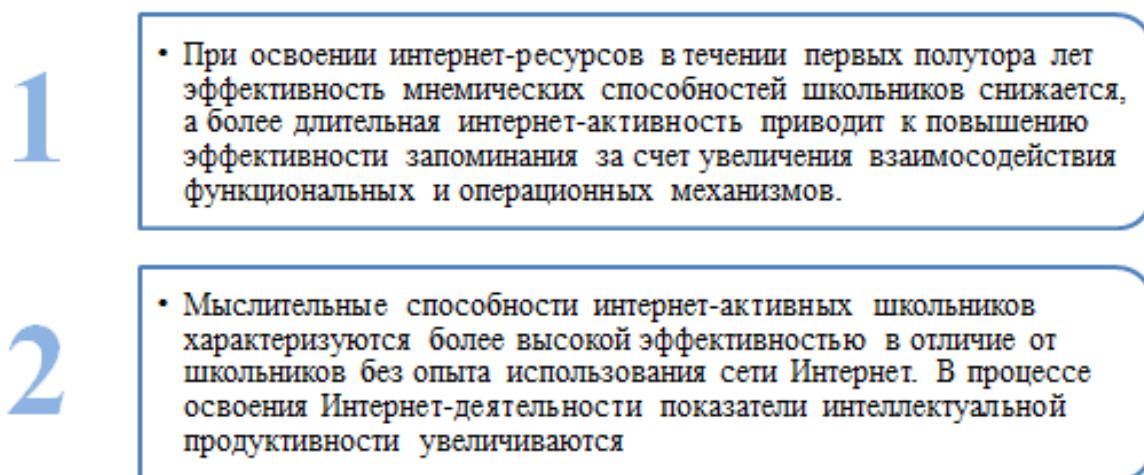 1
• При освоении интернет-ресурсов в течении первых полутора лет
эффективность мнемических способностей школьников снижается,
а более длительная интернет-активность приводит к повышению
эффективности запоминания за счет увеличения взаимосодействия
функциональных и операционных механизмов.
2
• Мыслительные способности интернет-активных школьников
характеризуются более высокой эффективностью в отличие от
школьников без опыта использования сети Интернет. В процессе
освоения Интернет-деятельности показатели интеллектуальной
продуктивности увеличиваются